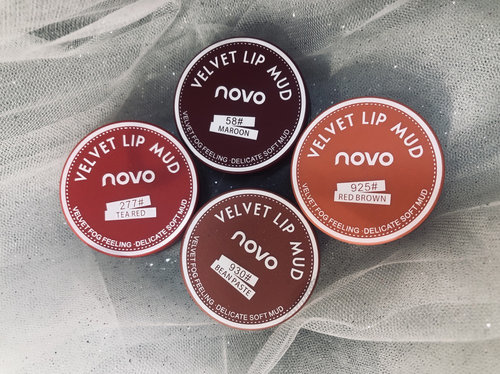 VELVET LIP MUD
novo
58#
MAROON
VELVET FOG FEELING · DELICATE SOFT MUD
VELVET LIP MUD
novo
277#
TEA RED
VELVET FOG FEELING · DELICATE SOFT MUD
VELVET LIP MUD
novo
925#
RED BROWN
VELVET FOG FEELING · DELICATE SOFT MUD
VELVET LIP MUD
novo
930#
BEAN PASTE
VELVET FOG FEELING · DELICATE SOFT MUD